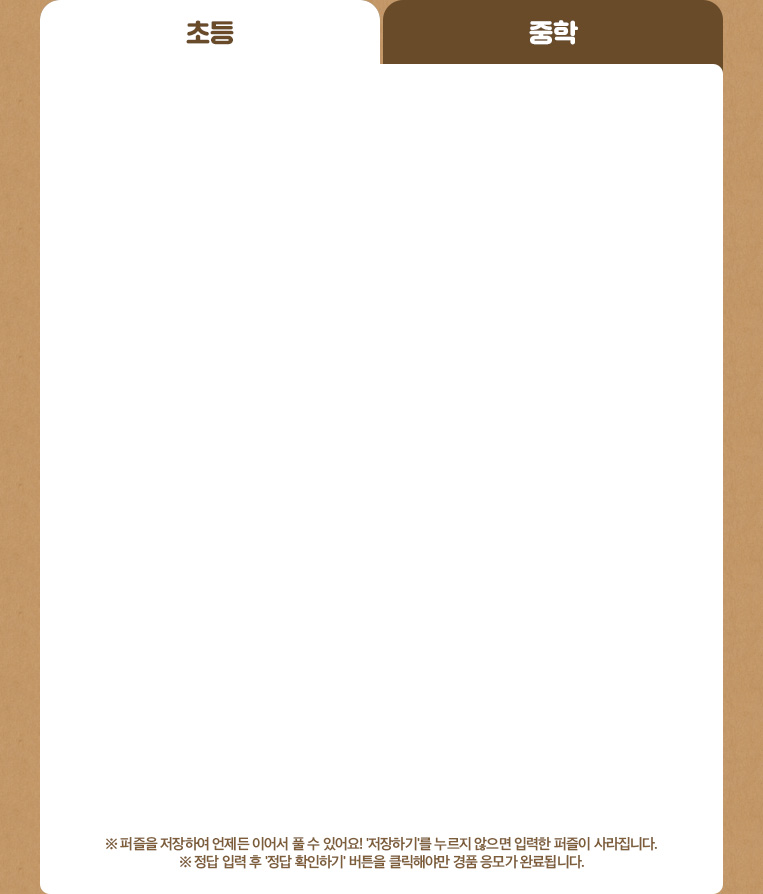 초등
중학
※ 퍼즐을 저장하여 언제든 이어서 풀 수 있어요! '저장하기'를 누르지 않으면 입력한 퍼즐이 사라집니다.
※ 정답 입력 후 '정답 확인하기' 버튼을 클릭해야만 경품 응모가 완료됩니다.